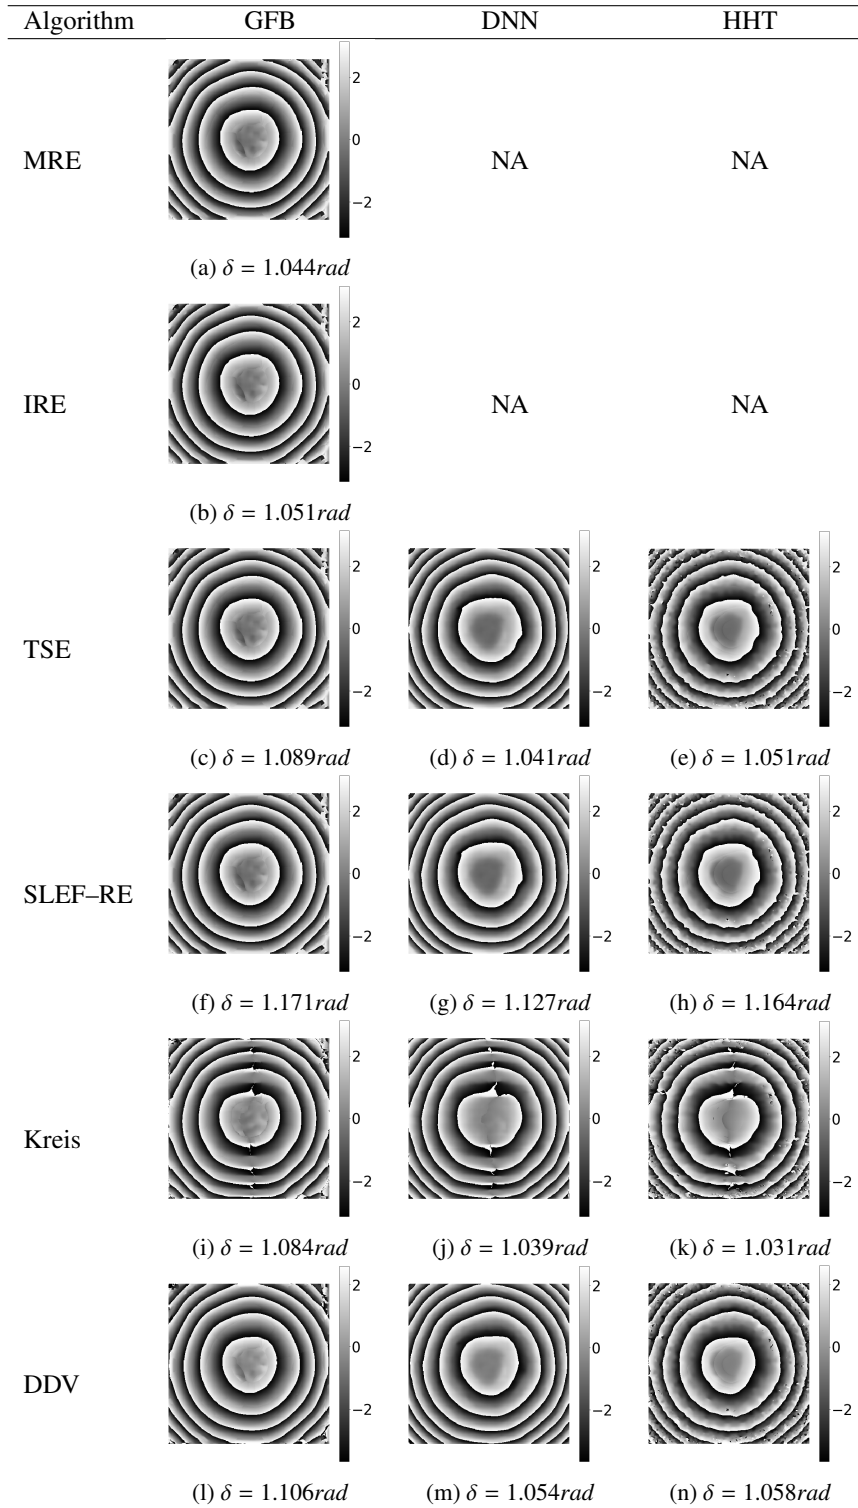 Algorithm GFB DNN HHT
2
0
−2
MRE NA NA
(a) δ = 1.044rad
2
0
−2
IRE NA NA
(b) δ = 1.051rad
2 2 2
0 0 0
TSE
−2 −2 −2
(c) δ = 1.089rad (d) δ = 1.041rad (e) δ = 1.051rad
2 2 2
0 0 0
SLEF–RE
−2 −2 −2
(f) δ = 1.171rad (g) δ = 1.127rad (h) δ = 1.164rad
2 2 2
0 0 0
Kreis
−2 −2 −2
(i) δ = 1.084rad (j) δ = 1.039rad (k) δ = 1.031rad
2 2 2
0 0 0
DDV
−2 −2 −2
(l) δ = 1.106rad (m) δ = 1.054rad (n) δ = 1.058rad